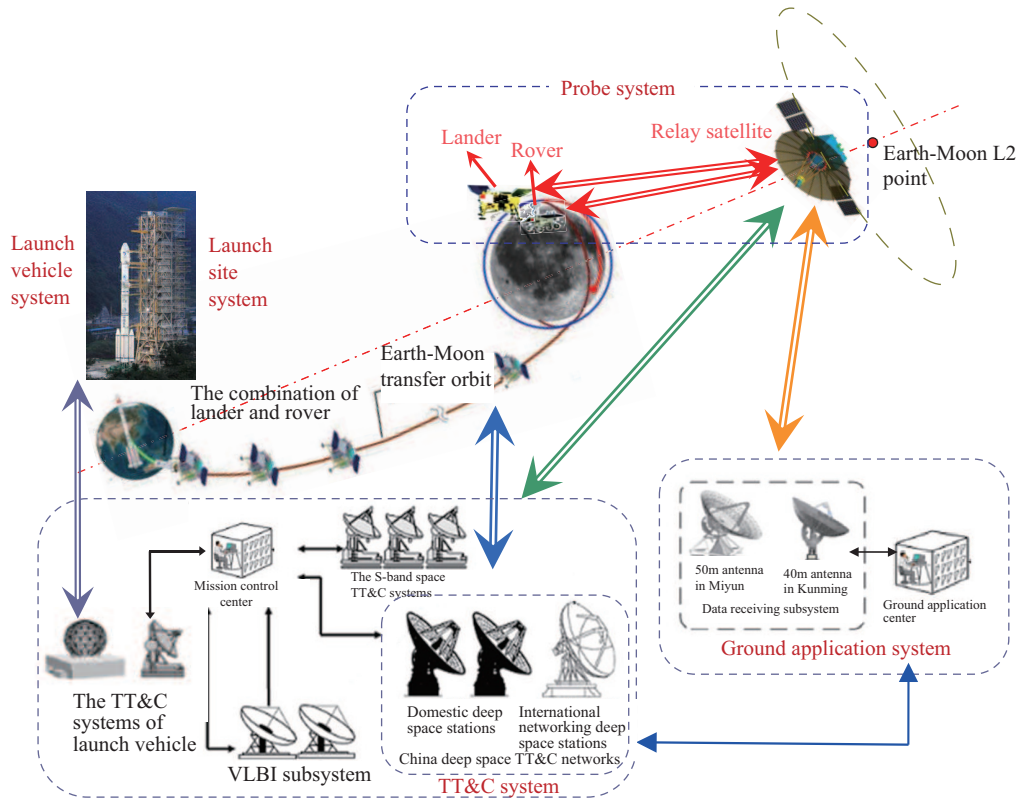 Probe system
Lander
Rover
Relay satellite
Earth-Moon L2
point
Launch
vehicle
system
Launch
site
system
Earth-Moon
transfer orbit
The combination of
lander and rover
Mission control
center
The S-band space
TT&C systems
The TT&C
systems of
launch vehicle
VLBI subsystem
Domestic deep
space stations
International
networking deep
space stations
China deep space TT&C networks
TT&C system
50m antenna
in Miyun
40m antenna
in Kunming
Data receiving subsystem
Ground application
center
Ground application system